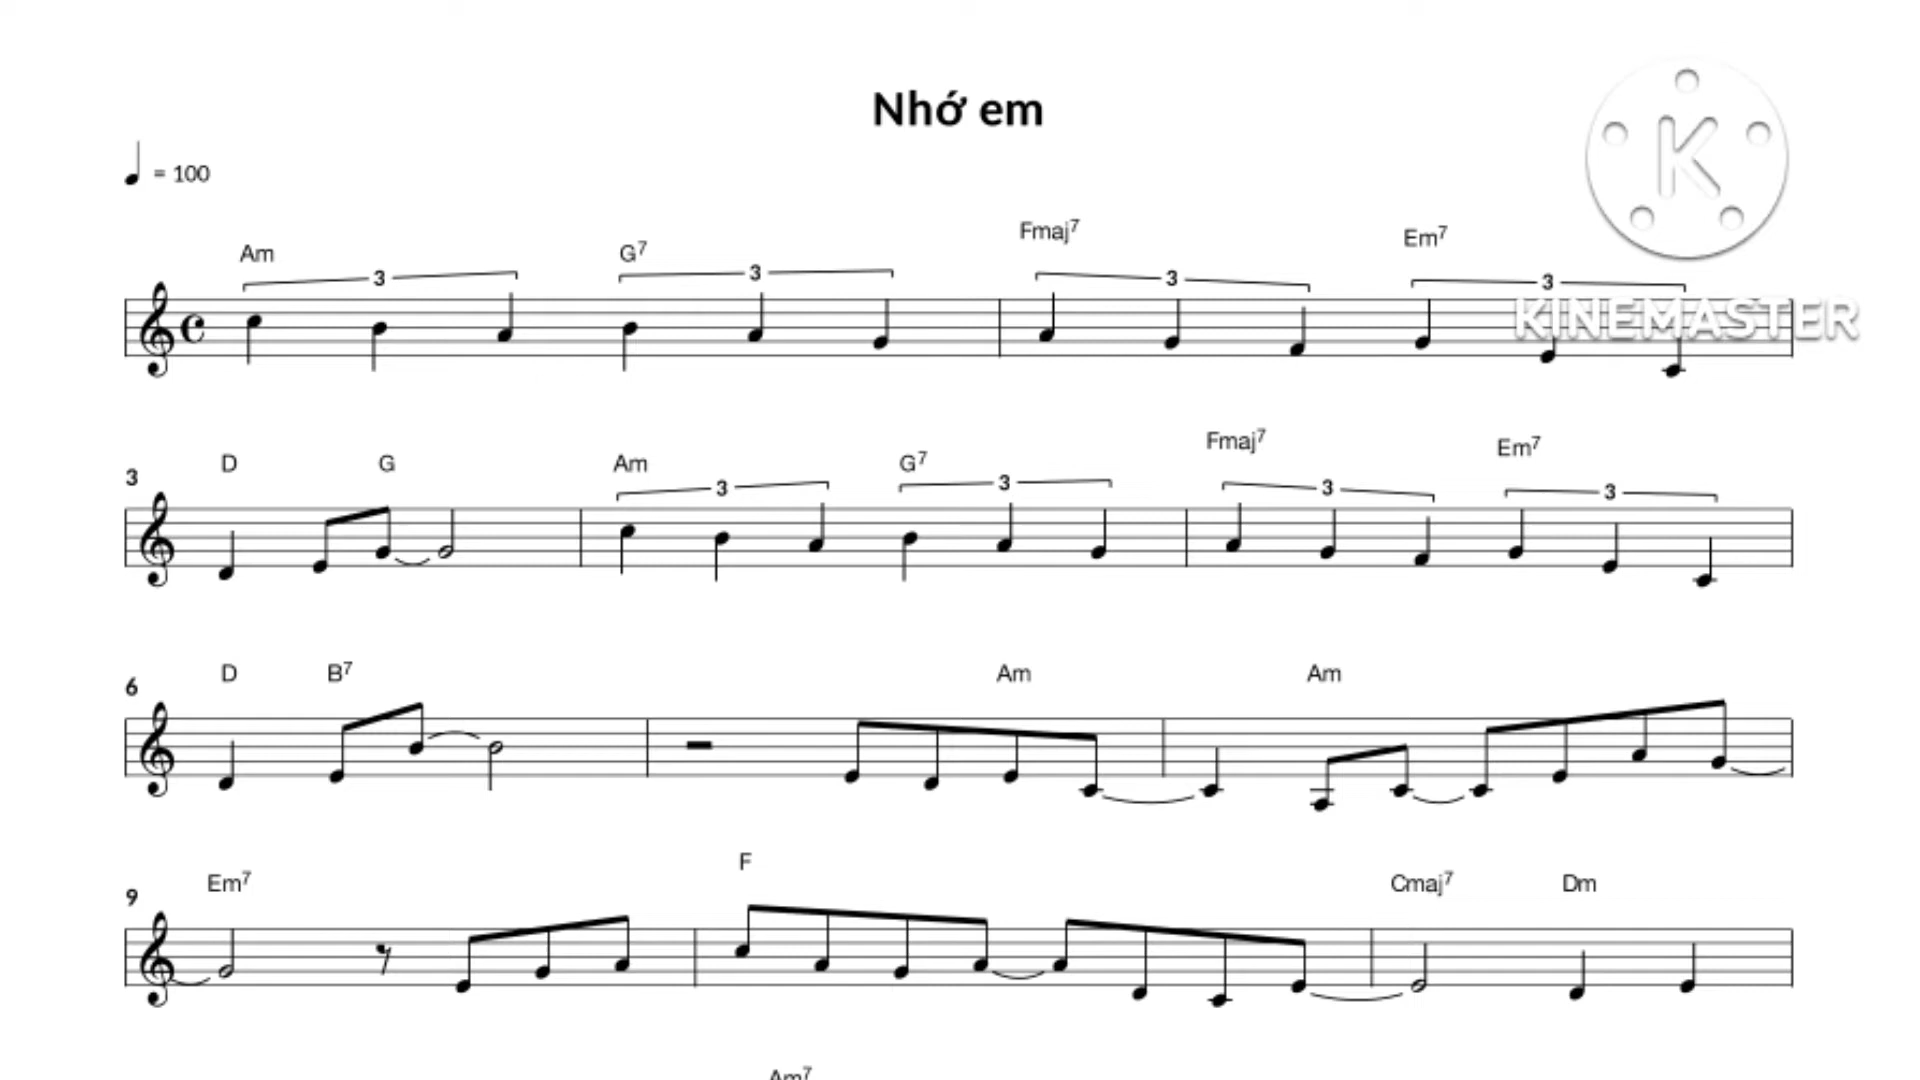 Nhớ em
= 100
Am G7 Fmaj7 Em7
3 3 3 3
KINEMASTER
D G Am G7 Fmaj7 Em7
3
3 3 3 3
D B7 Am Am
6
F
Em7 Cmaj7 Dm
9
Am7